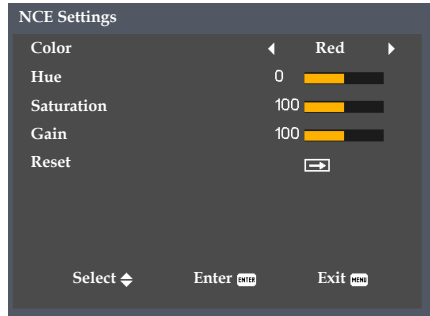 NCE Settings
Color Red
Hue 0
Saturation 100
Gain 100
Reset
Select Enter ENTER Exit MENU